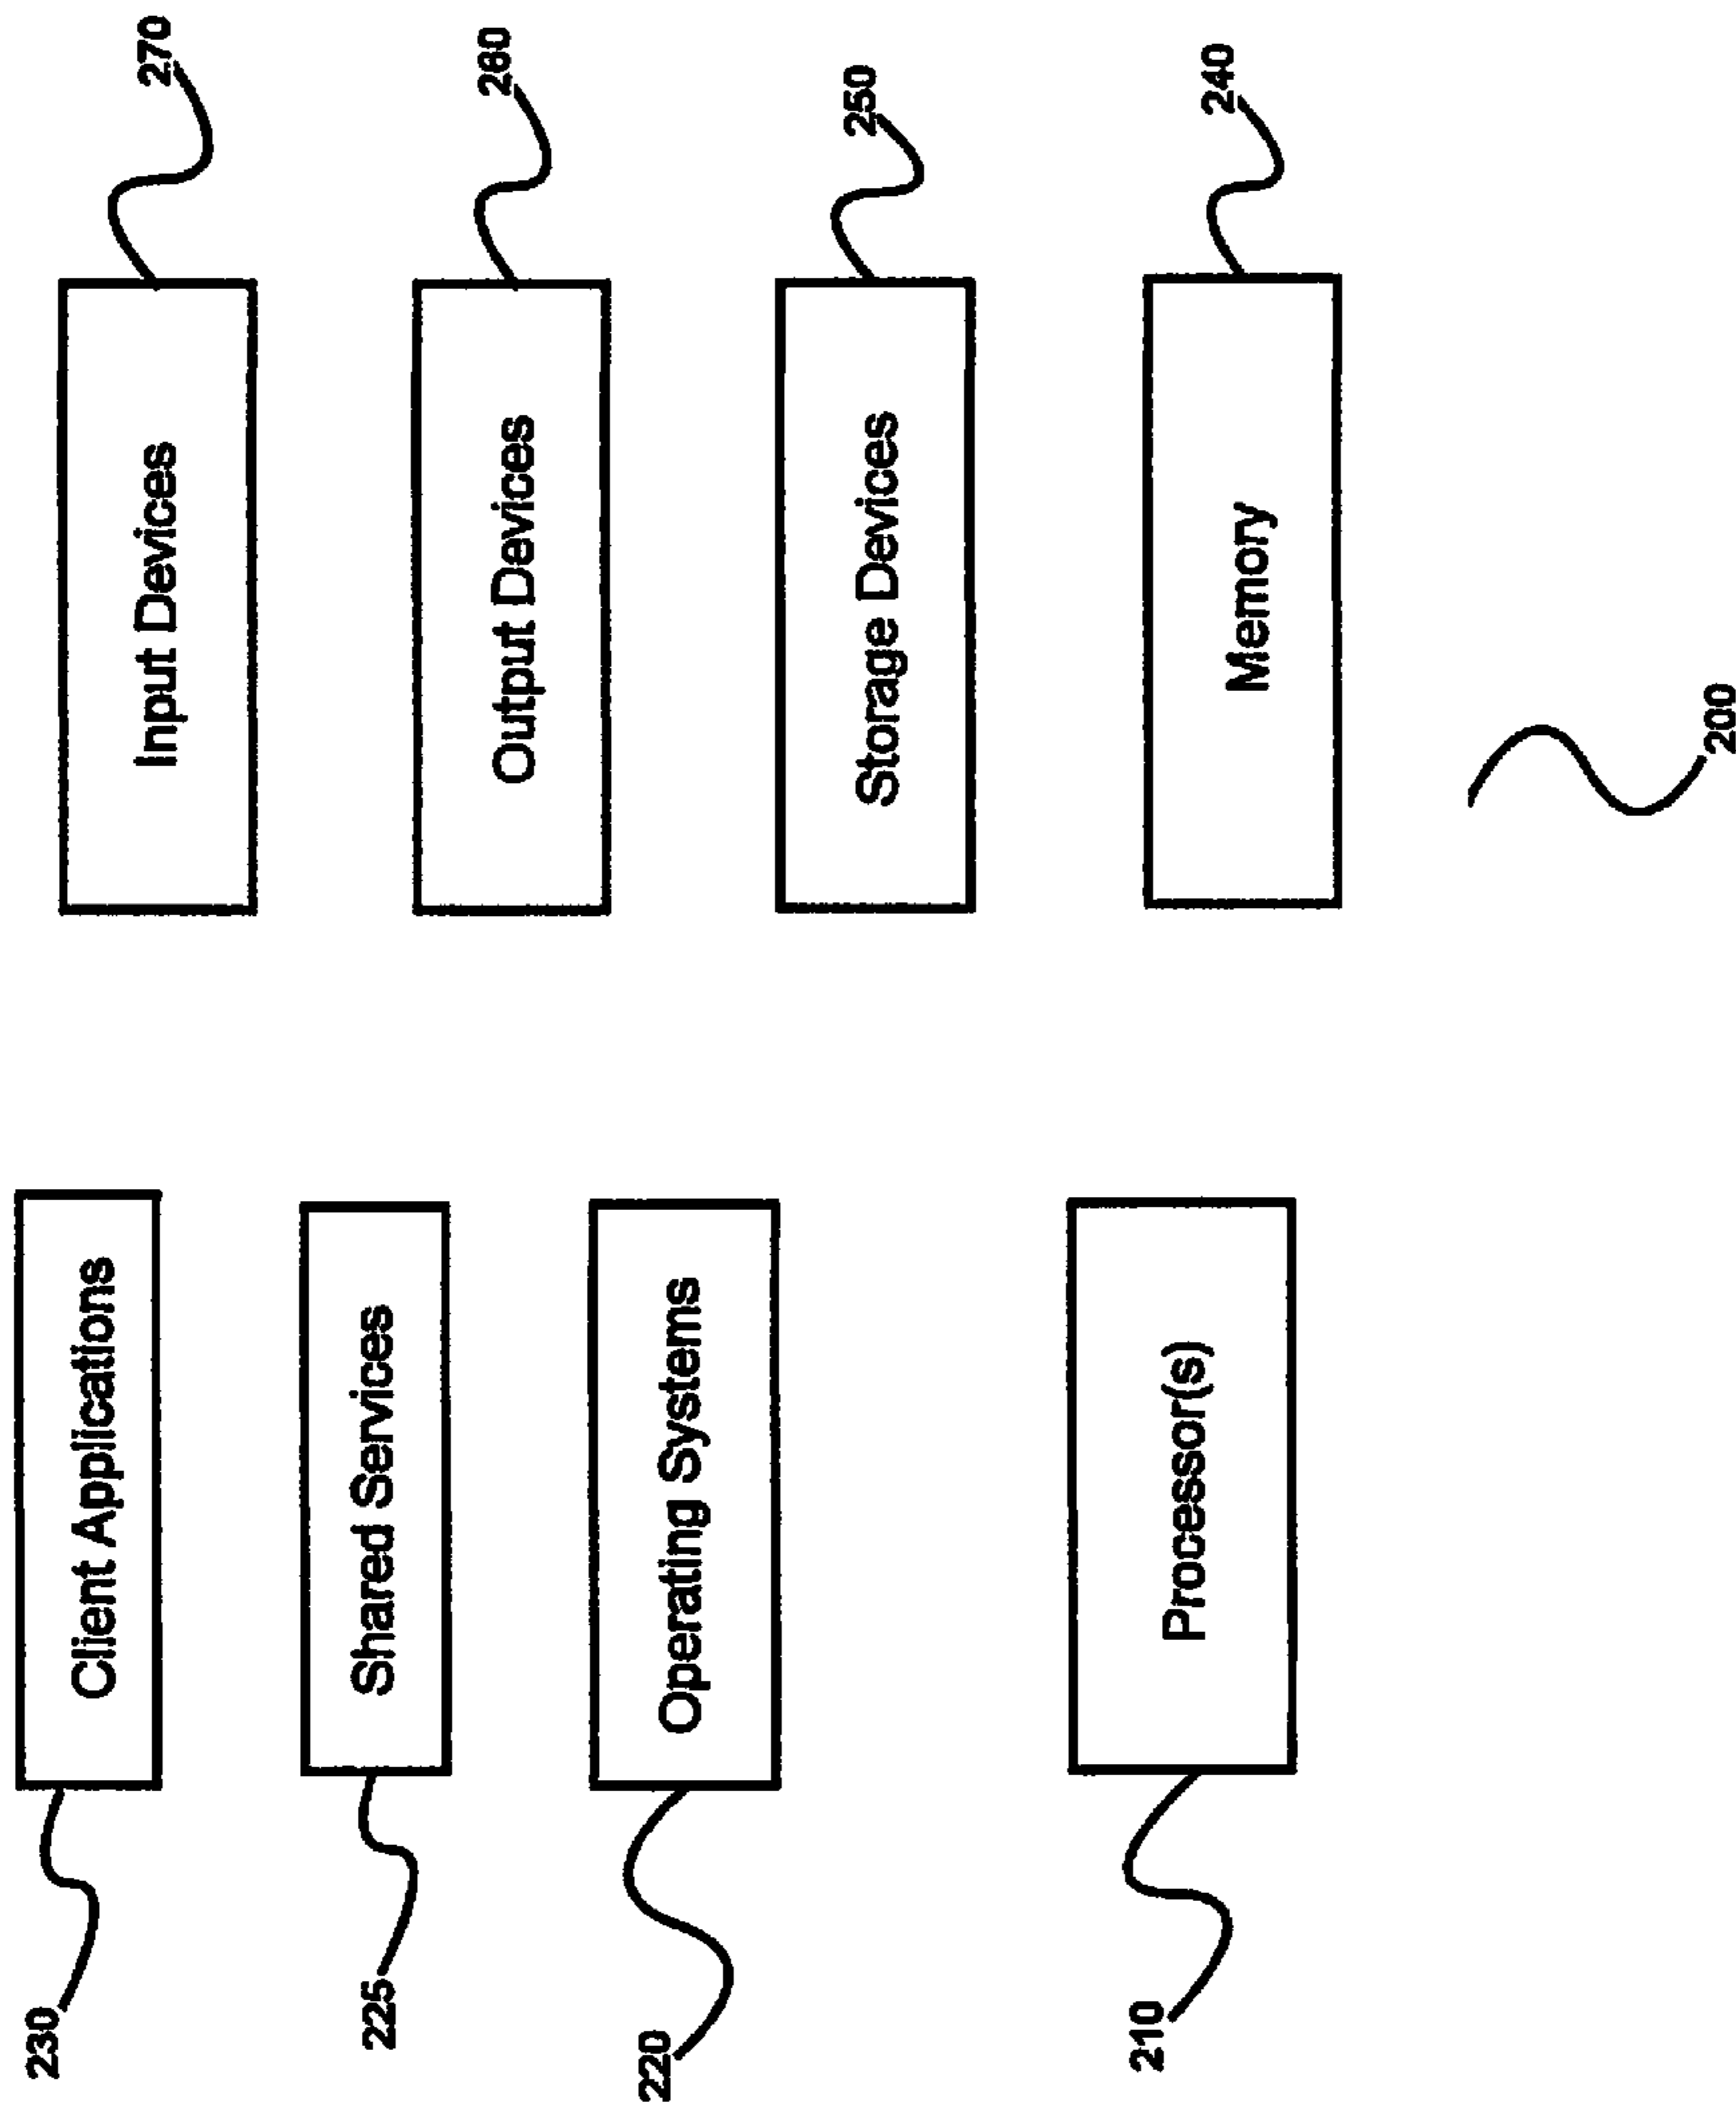 230
Client Applications
Input Devices
270
225
Shared Services
Output Devices
260
220
Operating Systems
Storage Devices
250
210
Processor(s)
Memory
240
200